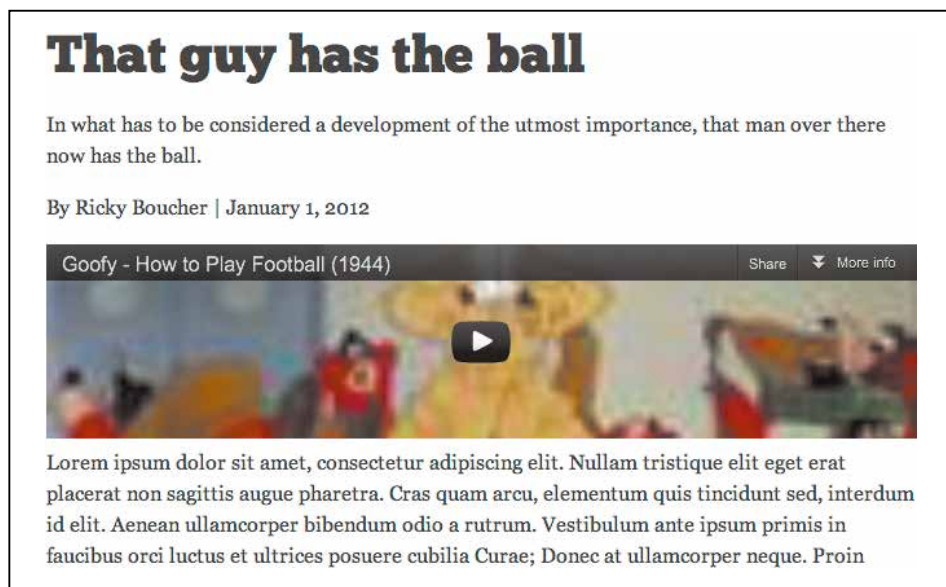 That guy has the ball
In what has to be considered a development of the utmost importance, that man over there
now has the ball.
By Ricky Boucher | January 1, 2012
Goofy - How to Play Football (1944)
Share
More info
Lorem ipsum dolor sit amet, consectetur adipiscing elit. Nullam tristique elit eget erat
placerat non sagittis augue pharetra. Cras quam arcu, elementum quis tincidunt sed, interdum
id elit. Aenean ullamcorper bibendum odio a rutrum. Vestibulum ante ipsum primis in
faucibus orci luctus et ultrices posuere cubilia Curae; Donec at ullamcorper neque. Proin